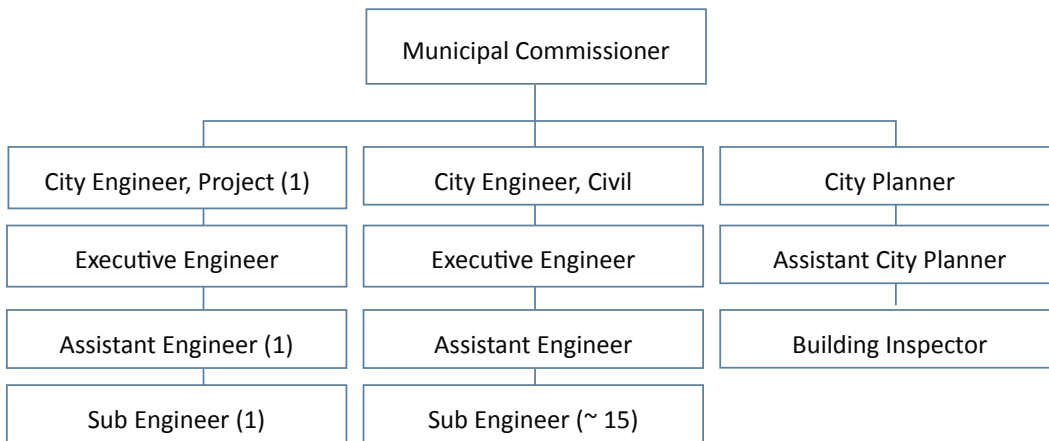 Municipal Commissioner
City Engineer, Project (1)
City Engineer, Civil
City Planner
Executive Engineer
Executive Engineer
Assistant City Planner
Assistant Engineer (1)
Assistant Engineer
Building Inspector
Sub Engineer (1)
Sub Engineer (~ 15)